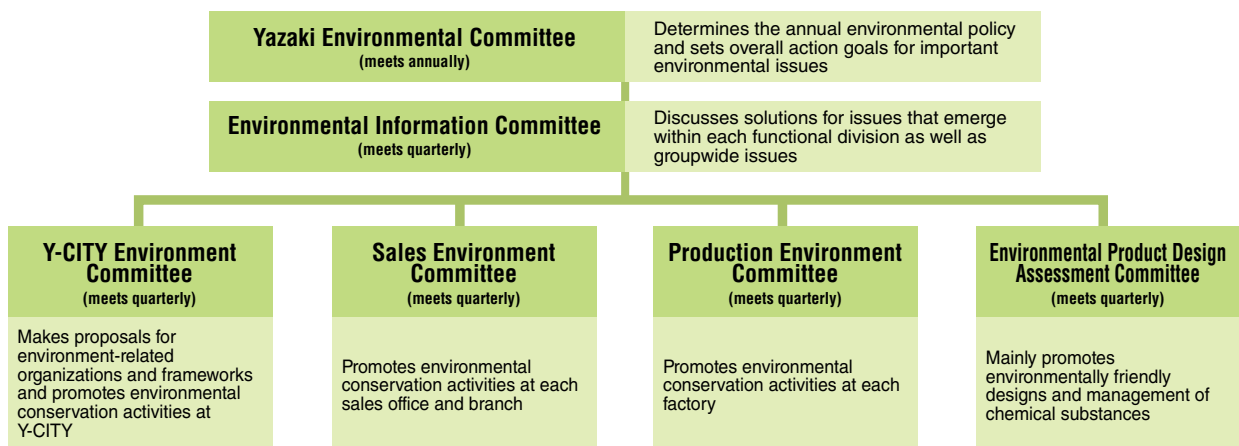 Yazaki Environmental Committee
(meets annually)
Determines the annual environmental policy
and sets overall action goals for important
environmental issues
Environmental Information Committee
(meets quarterly)
Discusses solutions for issues that emerge
within each functional division as well as
groupwide issues
Y-CITY Environment
Committee
(meets quarterly)
Makes proposals for
environment-related
organizations and frameworks
and promotes environmental
conservation activities at
Y-CITY
Sales Environment
Committee
(meets quarterly)
Promotes environmental
conservation activities at each
sales office and branch
Production Environment
Committee
(meets quarterly)
Promotes environmental
conservation activities at each
factory
Environmental Product Design
Assessment Committee
(meets quarterly)
Mainly promotes
environmentally friendly
designs and management of
chemical substances